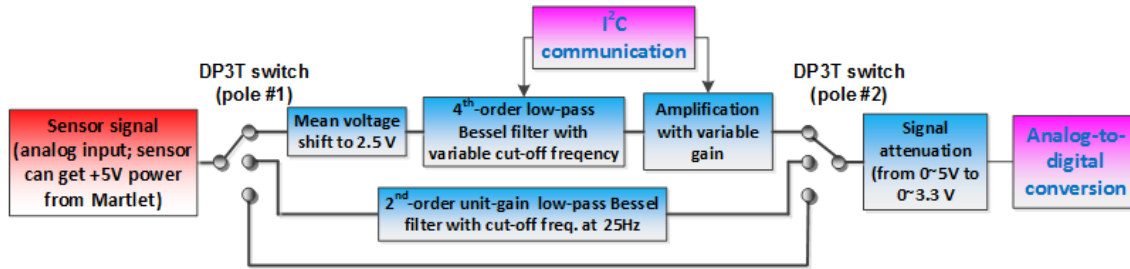 I²C
communication
DP3T switch
(pole #1)
DP3T switch
(pole #2)
Sensor signal
(analog input; sensor
can get +5V power
from Martlet)
Mean voltage
shift to 2.5 V
4th-order low-pass
Bessel filter with
variable cut-off freqency
Amplification
with variable
gain
Signal
attenuation
(from 0~5V to
0~3.3 V
Analog-to-
digital
conversion
2nd-order unit-gain low-pass Bessel
filter with cut-off freq. at 25Hz